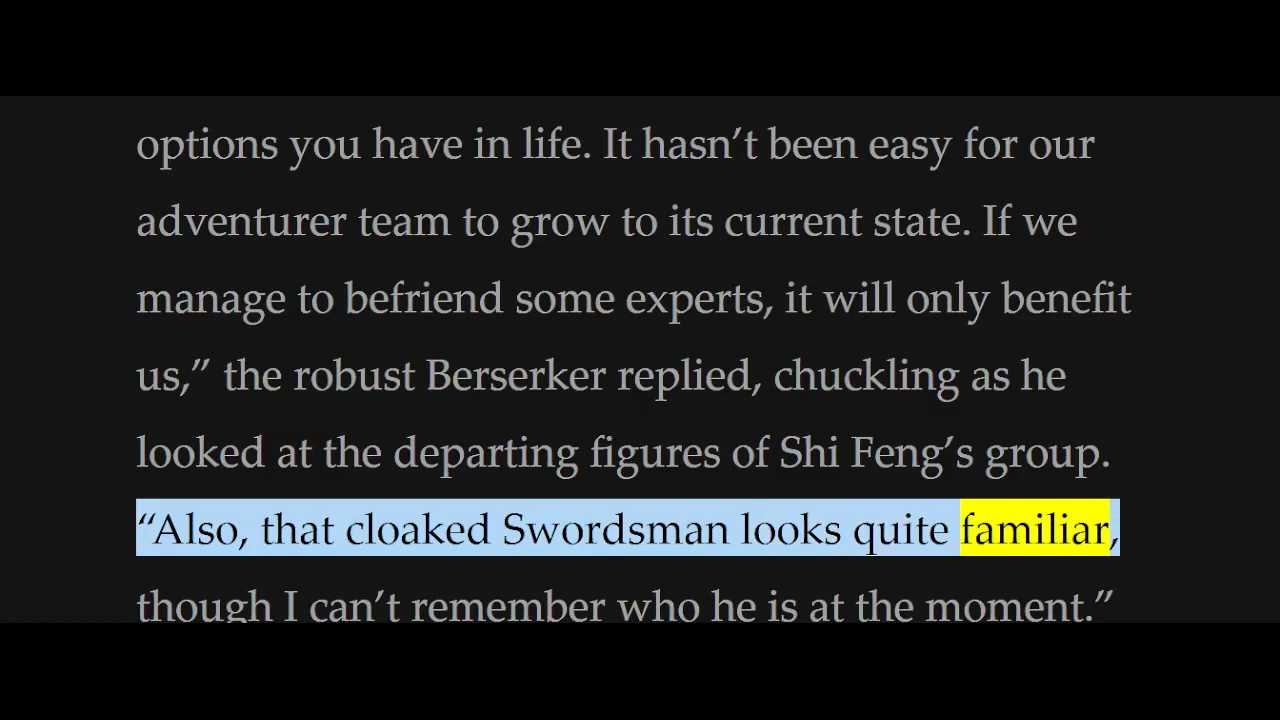 options you have in life. It hasn’t been easy for our
adventurer team to grow to its current state. If we
manage to befriend some experts, it will only benefit
us,” the robust Berserker replied, chuckling as he
looked at the departing figures of Shi Feng’s group.
“Also, that cloaked Swordsman looks quite familiar,
though I can’t remember who he is at the moment.”